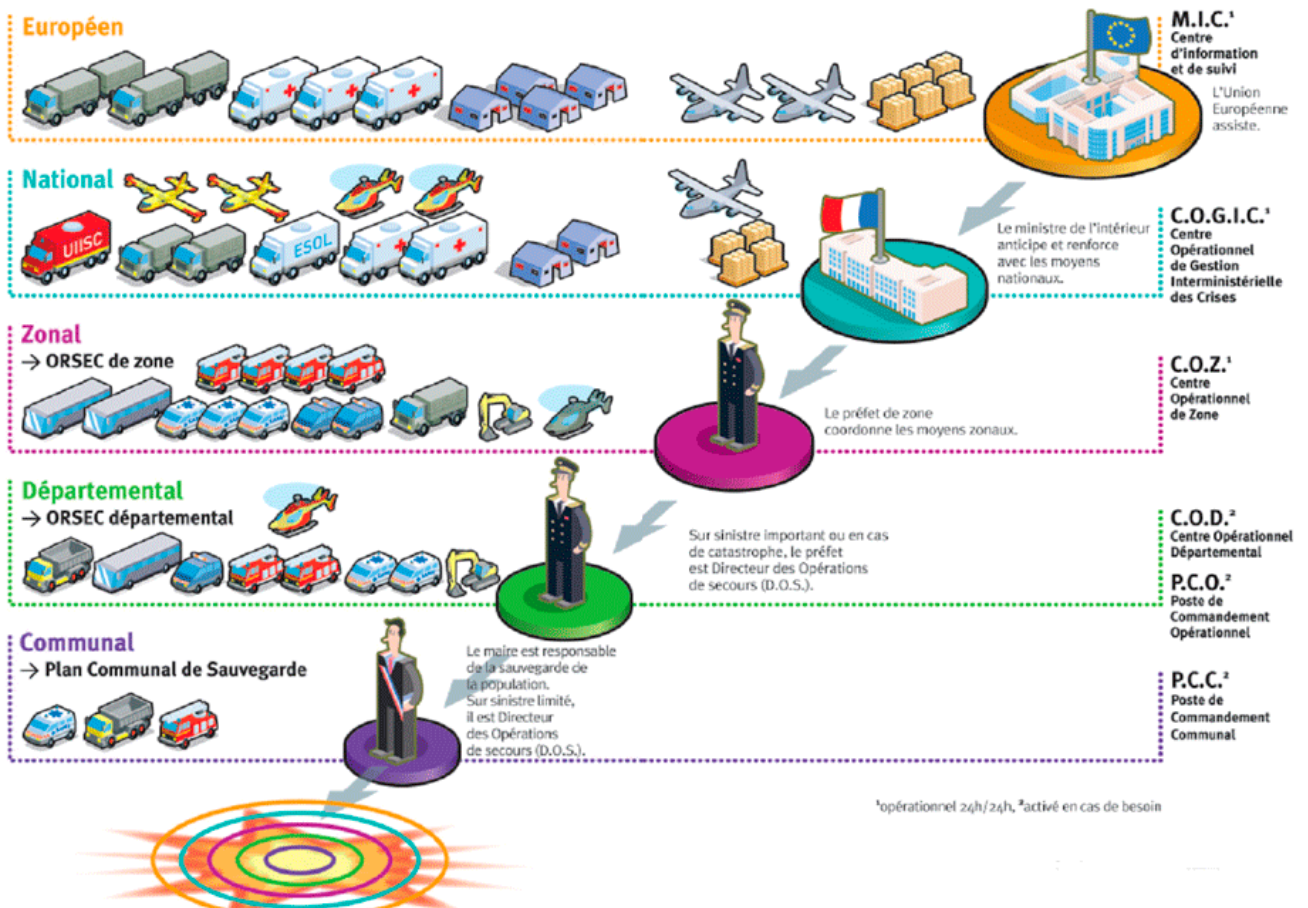 Européen
M.I.C.¹
Centre
d'information
et de suivi
L'Union
Européenne
assiste.
National
UIISC
ESOL
Le ministre de l'intérieur
anticipe et renforce
avec les moyens
nationaux.
C.O.G.I.C.¹
Centre
Opérationnel
de Gestion
Interministérielle
des Crises
Zonal
→ ORSEC de zone
Le préfet de zone
coordonne les moyens zonaux.
C.O.Z.¹
Centre
Opérationnel
de Zone
Départemental
→ ORSEC départemental
Sur sinistre important ou en cas
de catastrophe, le préfet
est Directeur des Opérations
de secours (D.O.S.).
C.O.D.²
Centre Opérationnel
Départemental
P.C.O.²
Poste de
Commandement
Opérationnel
Communal
→ Plan Communal de Sauvegarde
Le maire est responsable
de la sauvegarde de
la population.
Sur sinistre limité,
il est Directeur
des Opérations
de secours (D.O.S.).
P.C.C.²
Poste de
Commandement
Communal
¹opérationnel 24h/24h, ²activé en cas de besoin